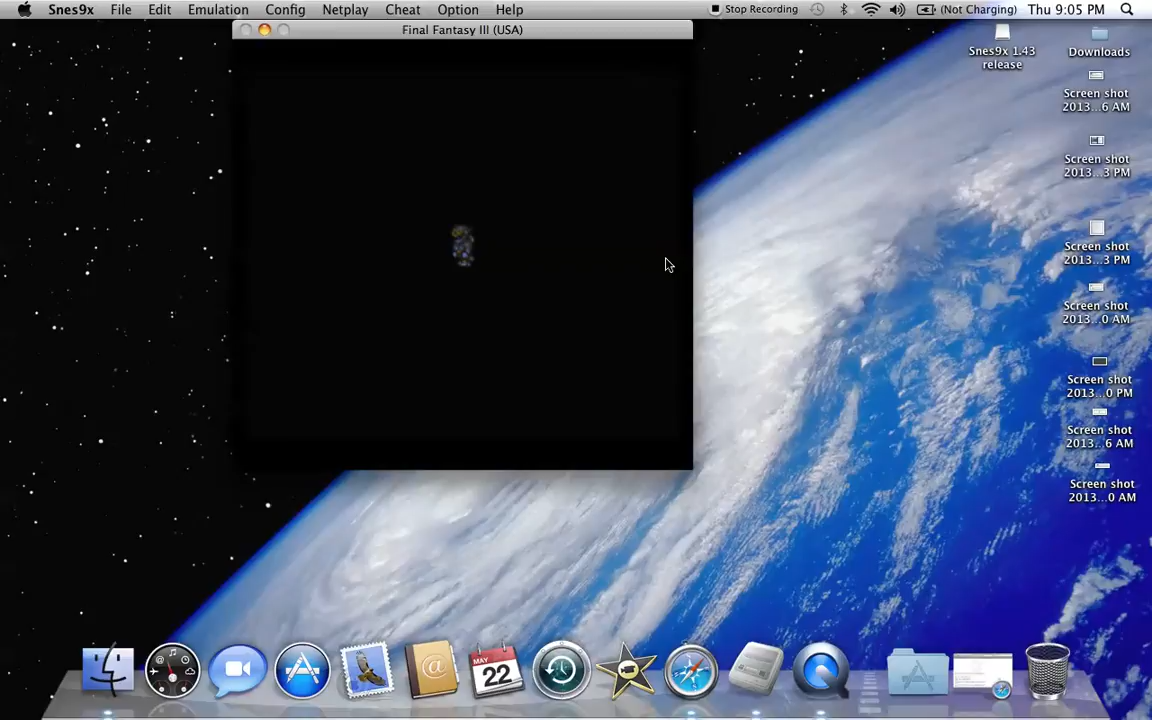 Snes9x File Edit Emulation Config Netplay Cheat Option Help Stop Recording (Not Charging) Thu 9:05 PM
Final Fantasy III (USA)
Snes9x 1.43
release
Downloads
Screen shot
2013...6 AM
Screen shot
2013...3 PM
Screen shot
2013...3 PM
Screen shot
2013...0 AM
Screen shot
2013...0 PM
Screen shot
2013...6 AM
Screen shot
2013...0 AM
MAY
22